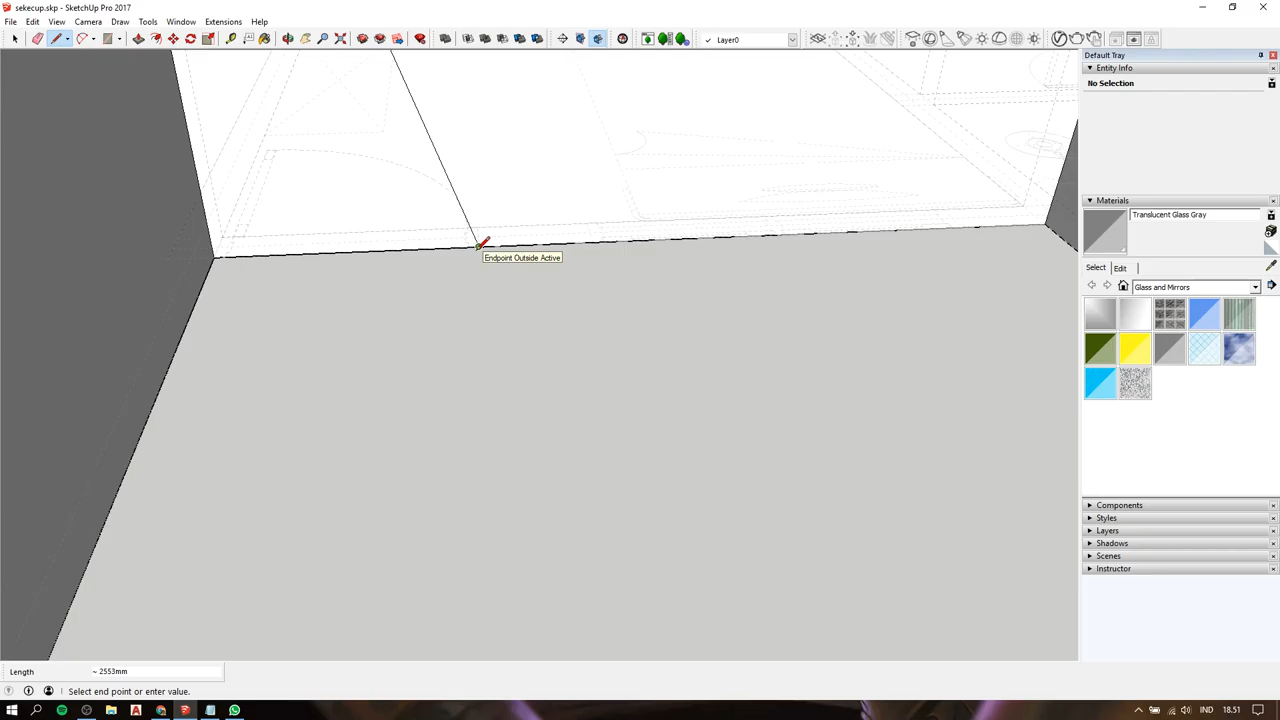 sekecup.skp - SketchUp Pro 2017
File Edit View Camera Draw Tools Window Extensions Help
Layer0
Default Tray
Entity Info
No Selection
Materials
Translucent Glass Gray
Select Edit
Glass and Mirrors
Endpoint Outside Active
Components
Styles
Layers
Shadows
Scenes
Instructor
Length ~ 2553mm
Select end point or enter value.
IND 18.51